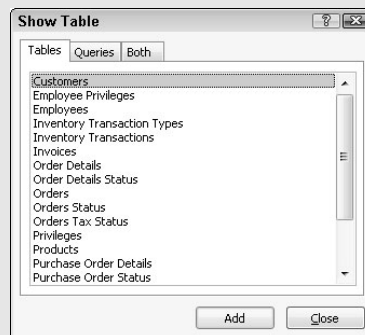 Show Table
Tables Queries Both
Customers
Employee Privileges
Employees
Inventory Transaction Types
Inventory Transactions
Invoices
Order Details
Order Details Status
Orders
Orders Status
Orders Tax Status
Privileges
Products
Purchase Order Details
Purchase Order Status
Add Close